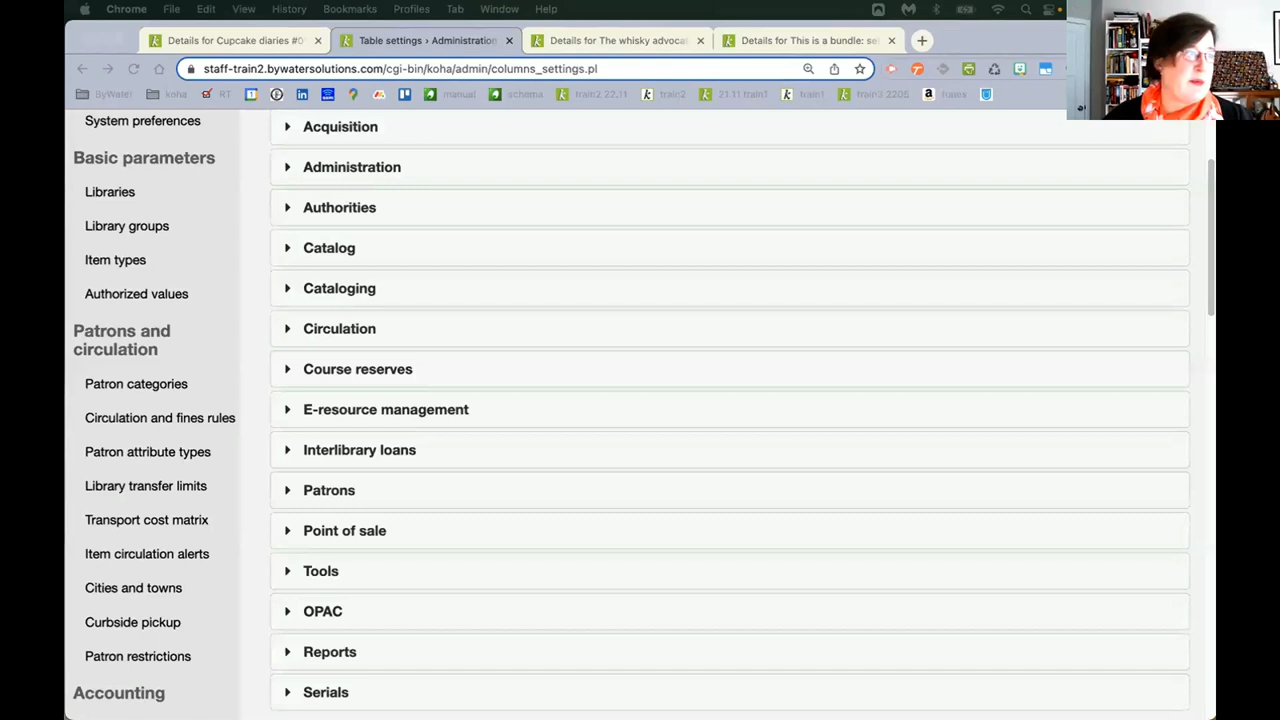 Chrome File Edit View History Bookmarks Profiles Tab Window Help
Details for Cupcake diaries #0
Table settings › Administration
Details for The whisky advocat
Details for This is a bundle: se
staff-train2.bywatersolutions.com/cgi-bin/koha/admin/columns_settings.pl
ByWater koha RT manual schema train2 22.11 train2 21.11 train1 train1 train3 2205
System preferences
Basic parameters
Libraries
Library groups
Item types
Authorized values
Patrons and
circulation
Patron categories
Circulation and fines rules
Patron attribute types
Library transfer limits
Transport cost matrix
Item circulation alerts
Cities and towns
Curbside pickup
Patron restrictions
Accounting
Acquisition
Administration
Authorities
Catalog
Cataloging
Circulation
Course reserves
E-resource management
Interlibrary loans
Patrons
Point of sale
Tools
OPAC
Reports
Serials